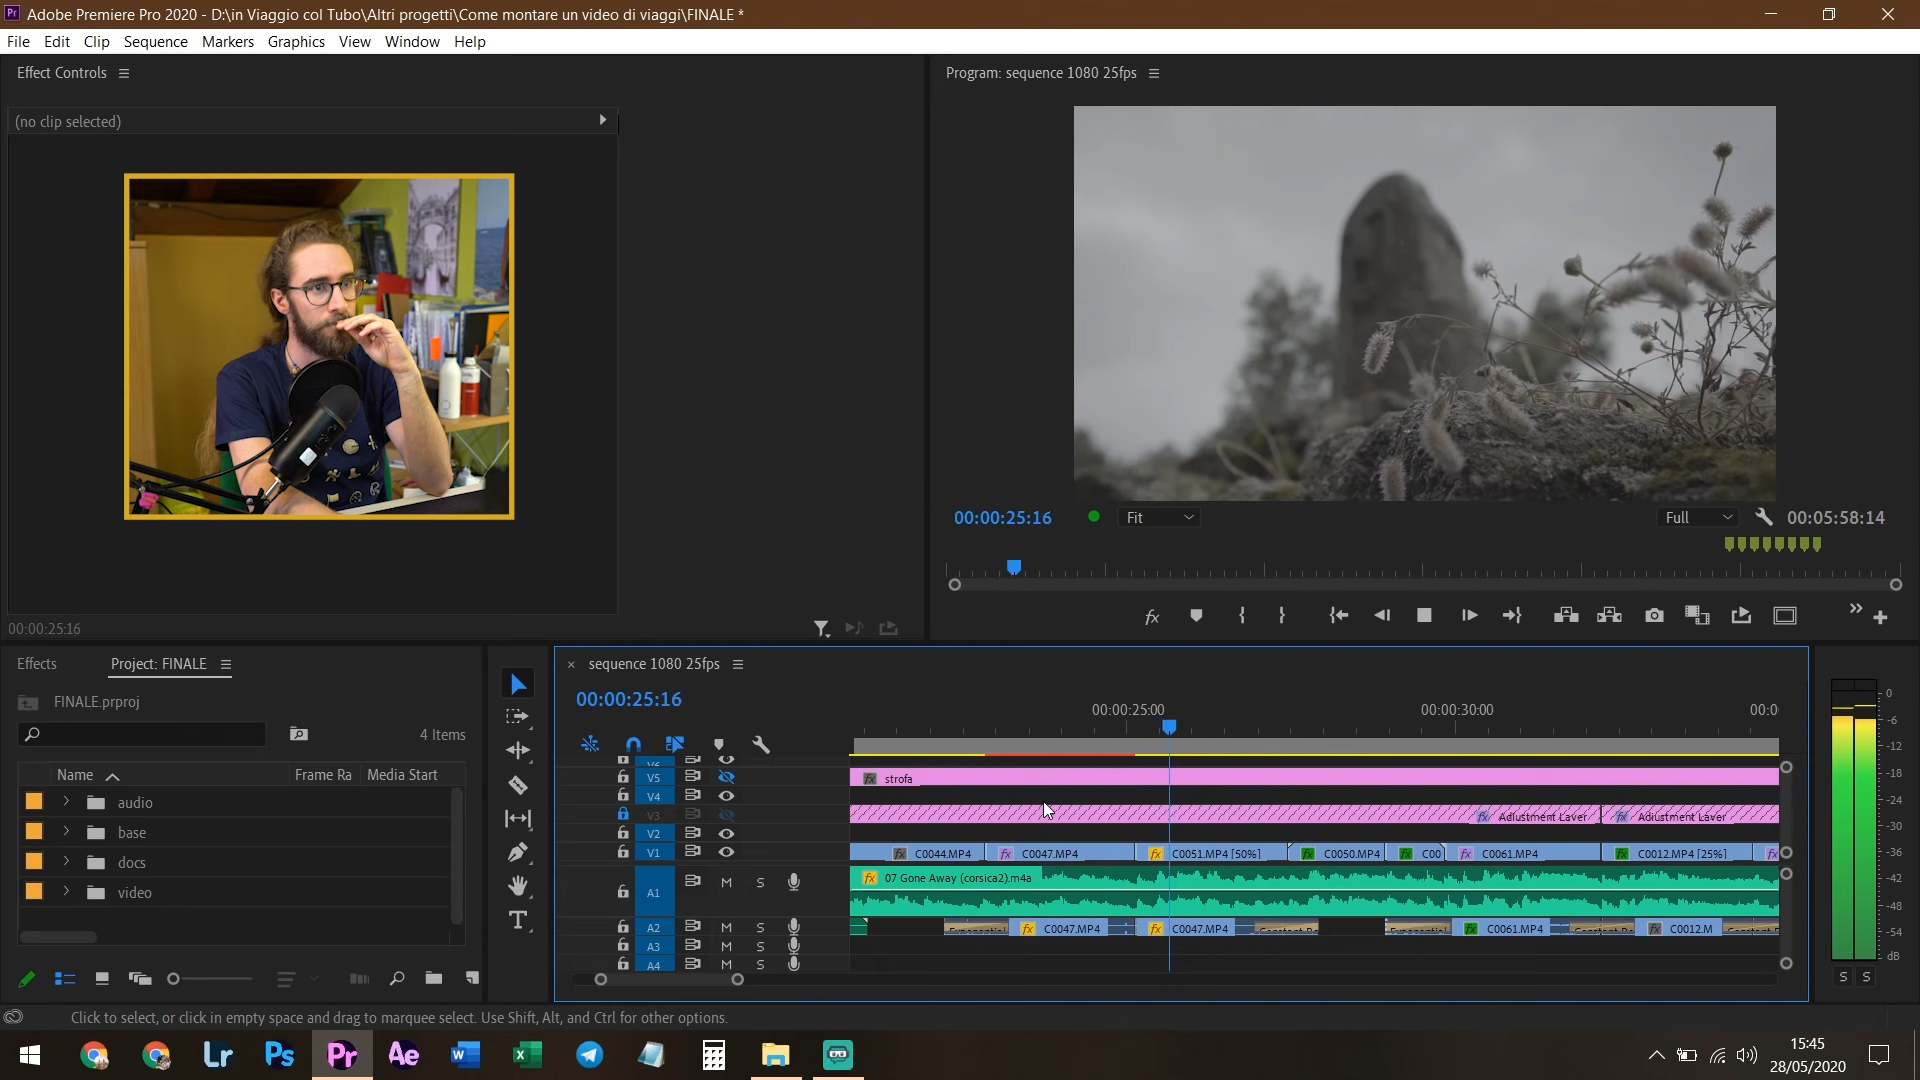 Adobe Premiere Pro 2020 - D:\in Viaggio col Tubo\Altri progetti\Come montare un video di viaggi\FINALE *
File Edit Clip Sequence Markers Graphics View Window Help
Effect Controls
Program: sequence 1080 25fps
(no clip selected)
00:00:25:16
Fit
Full
00:05:58:14
00:00:25:16
Effects
Project: FINALE
FINALE.prproj
4 Items
Name
Frame Ra
Media Start
audio
base
docs
video
sequence 1080 25fps
00:00:25:16
00:00:25:00
00:00:30:00
00:0
V5
strofa
V4
V3
Adiustment Laver
Adiustment Laver
V2
V1
C0044.MP4
C0047.MP4
C0051.MP4 [50%]
C0050.MP4
C00
C0061.MP4
C0012.MP4 [25%]
A1
M S
07 Gone Away (corsica2).m4a
A2
M S
C0047.MP4
C0047.MP4
C0061.MP4
C0012.M
A3
M S
A4
M S
0
-6
-12
-18
-24
-30
-36
-42
-48
-54
dB
S S
Click to select, or click in empty space and drag to marquee select. Use Shift, Alt, and Ctrl for other options.
Lr
Ps
Pr
Ae
15:45
28/05/2020